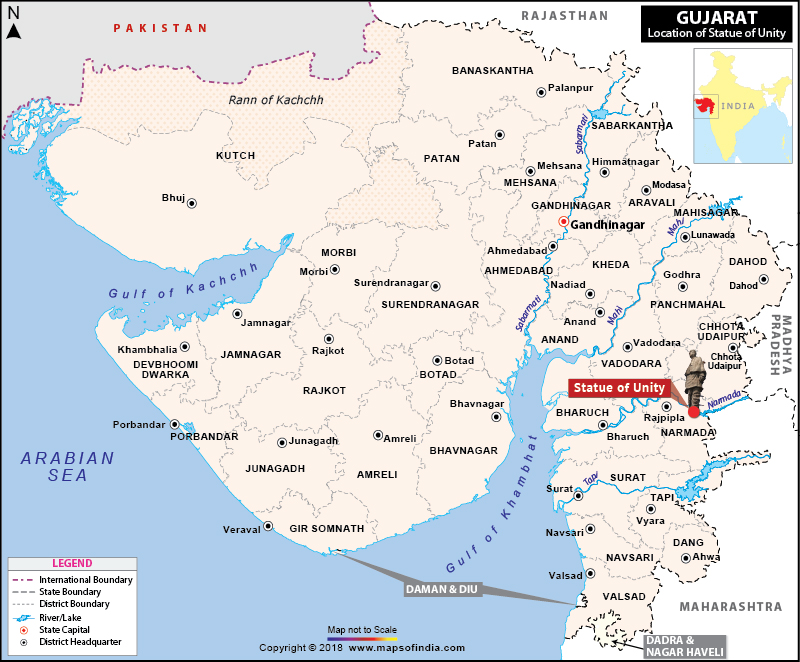 N
PAKISTAN
RAJASTHAN
GUJARAT
Location of Statue of Unity
INDIA
BANASKANTHA
Palanpur
Rann of Kachchh
Sabarmati
SABARKANTHA
Patan
KUTCH
PATAN
Mehsana
Himmatnagar
MEHSANA
Modasa
Bhuj
GANDHINAGAR
ARAVALI
MAHISAGAR
Gandhinagar
Mahi
Lunawada
Ahmedabad
MORBI
Morbi
AHMEDABAD
KHEDA
DAHOD
Gulf of Kachchh
Surendranagar
Nadiad
Godhra
Dahod
SURENDRANAGAR
PANCHMAHAL
Sabarmati
Anand
Mahi
Jamnagar
CHHOTA
UDAIPUR
MADHYA
PRADESH
Khambhalia
JAMNAGAR
Rajkot
ANAND
Vadodara
Chhota
Udaipur
DEVBHOOMI
DWARKA
Botad
BOTAD
VADODARA
RAJKOT
Statue of Unity
Bhavnagar
Narmada
BHARUCH
Rajpipla
Porbandar
PORBANDAR
Junagadh
Amreli
Bharuch
NARMADA
ARABIAN
SEA
BHAVNAGAR
JUNAGADH
AMRELI
Gulf of Khambhat
Tapi
SURAT
Surat
TAPI
Veraval
GIR SOMNATH
Vyara
Navsari
DANG
NAVSARI
Ahwa
LEGEND
International Boundary
State Boundary
District Boundary
River/Lake
State Capital
District Headquarter
Valsad
DAMAN & DIU
VALSAD
MAHARASHTRA
Map not to Scale
Copyright © 2018 www.mapsofindia.com
DADRA &
NAGAR HAVELI